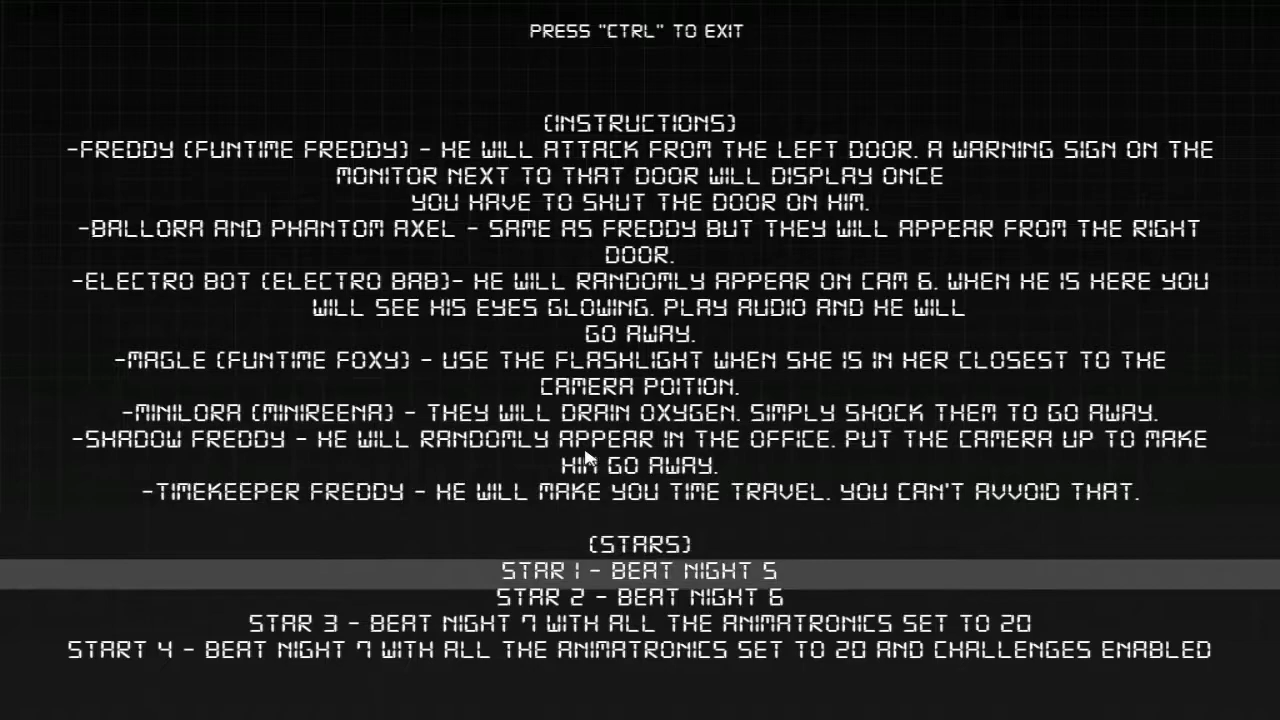 PRESS "CTRL" TO EXIT
(INSTRUCTIONS)
-FREDDY (FUNTIME FREDDY) - HE WILL ATTACK FROM THE LEFT DOOR. A WARNING SIGN ON THE
MONITOR NEXT TO THAT DOOR WILL DISPLAY ONCE
YOU HAVE TO SHUT THE DOOR ON HIM.
-BALLORA AND PHANTOM AXEL - SAME AS FREDDY BUT THEY WILL APPEAR FROM THE RIGHT
DOOR.
-ELECTRO BOT (ELECTRO BAB)- HE WILL RANDOMLY APPEAR ON CAM 6. WHEN HE IS HERE YOU
WILL SEE HIS EYES GLOWING. PLAY AUDIO AND HE WILL
GO AWAY.
-MAGLE (FUNTIME FOXY) - USE THE FLASHLIGHT WHEN SHE IS IN HER CLOSEST TO THE
CAMERA POITION.
-MINILORA (MINIREENA) - THEY WILL DRAIN OXYGEN. SIMPLY SHOCK THEM TO GO AWAY.
-SHADOW FREDDY - HE WILL RANDOMLY APPEAR IN THE OFFICE. PUT THE CAMERA UP TO MAKE
HIM GO AWAY.
-TIMEKEEPER FREDDY - HE WILL MAKE YOU TIME TRAVEL. YOU CAN'T AVVOID THAT.
(STARS)
STAR 1 - BEAT NIGHT 5
STAR 2 - BEAT NIGHT 6
STAR 3 - BEAT NIGHT 7 WITH ALL THE ANIMATRONICS SET TO 20
START 4 - BEAT NIGHT 7 WITH ALL THE ANIMATRONICS SET TO 20 AND CHALLENGES ENABLED